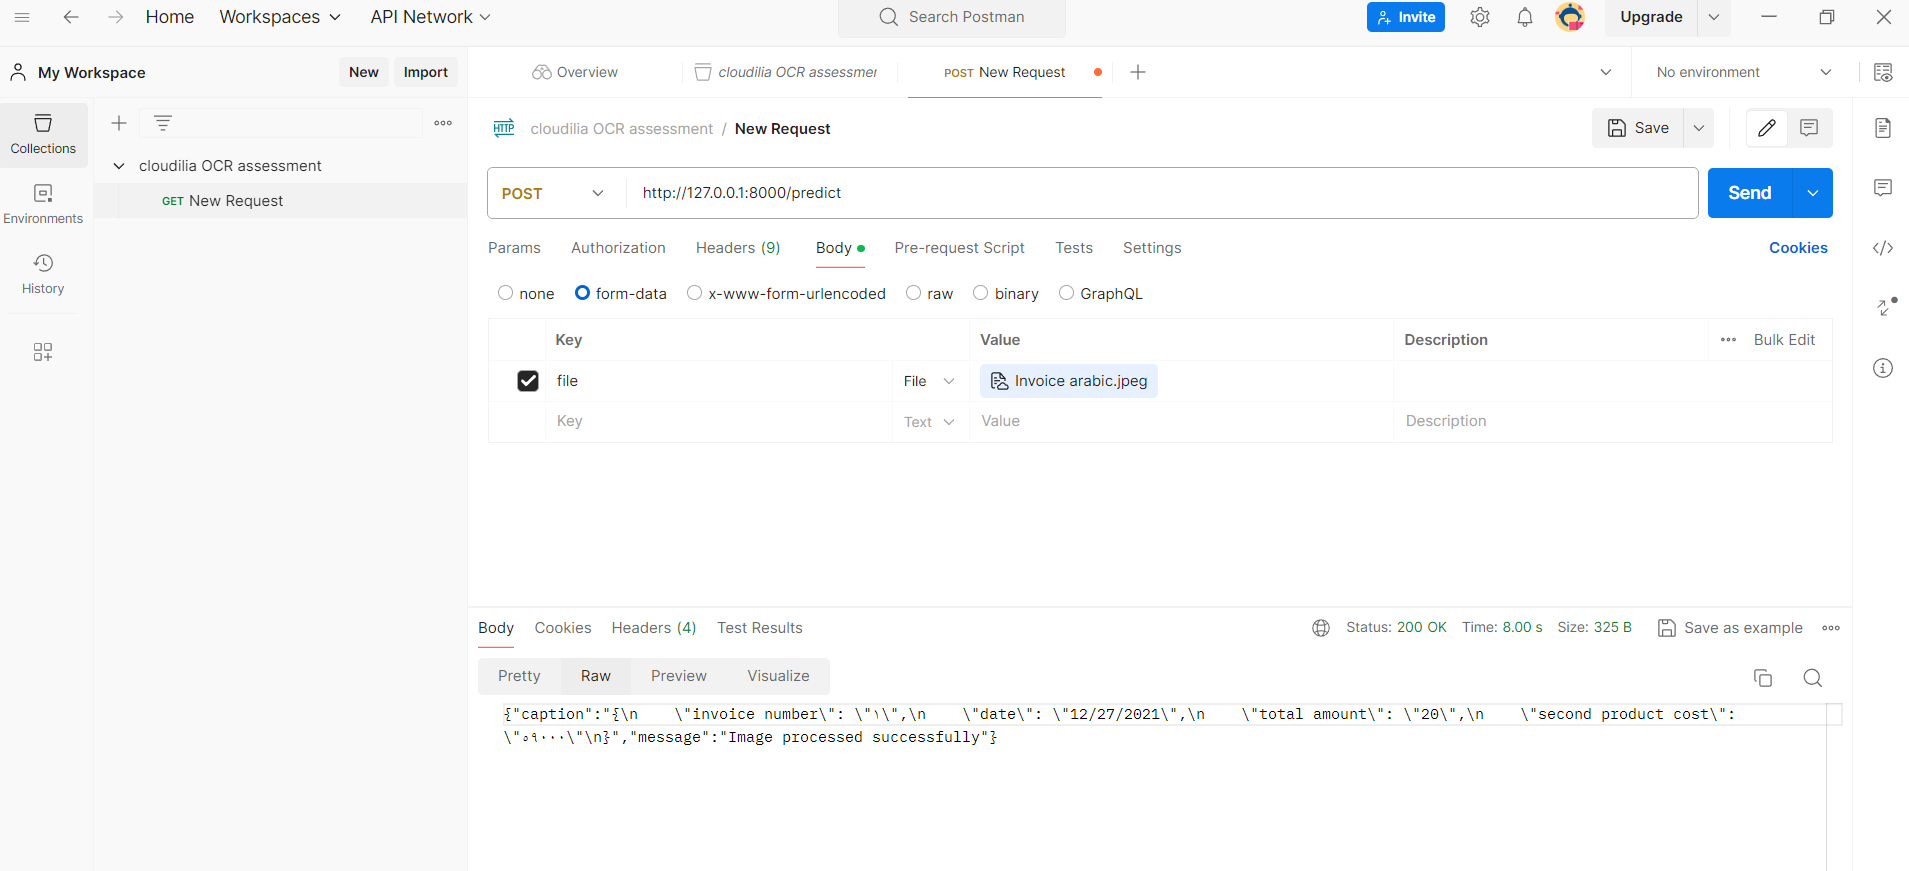 Home Workspaces API Network Search Postman Invite Upgrade
My Workspace New Import Overview cloudilia OCR assessmer POST New Request No environment
Collections
Environments
History
cloudilia OCR assessment
GET New Request
HTTP cloudilia OCR assessment / New Request Save
POST http://127.0.0.1:8000/predict Send
Params Authorization Headers (9) Body Pre-request Script Tests Settings Cookies
none form-data x-www-form-urlencoded raw binary GraphQL
Key Value Description Bulk Edit
file File Invoice arabic.jpeg
Key Text Value Description
Body Cookies Headers (4) Test Results Status: 200 OK Time: 8.00 s Size: 325 B Save as example
Pretty Raw Preview Visualize
{"caption":"{\n    \"invoice number\": \"١\",\n    \"date\": \"12/27/2021\",\n    \"total amount\": \"20\",\n    \"second product cost\":
\"٥٩٠٠٠\"\n}","message":"Image processed successfully"}